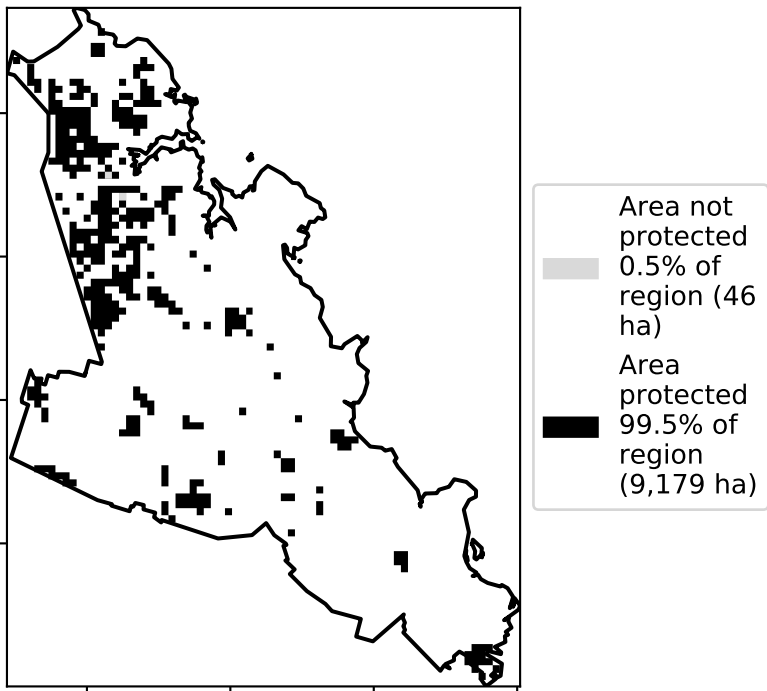 Area not
protected
0.5% of
region (46
ha)
Area
protected
99.5% of
region
(9,179 ha)